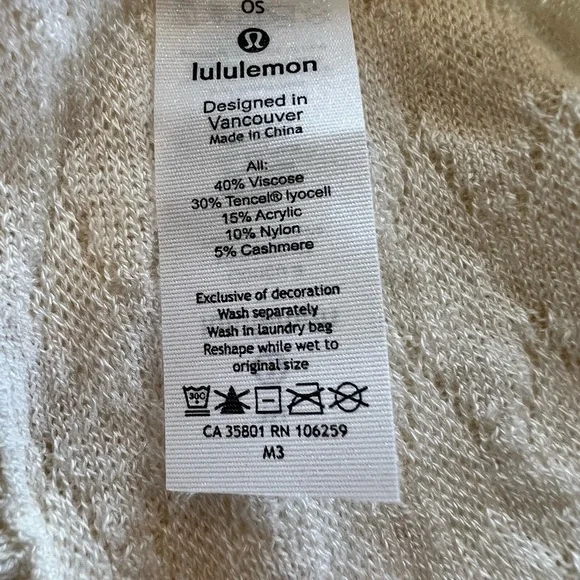 OS
lululemon
Designed in
Vancouver
Made in China
All:
40% Viscose
30% Tencel® lyocell
15% Acrylic
10% Nylon
5% Cashmere
Exclusive of decoration
Wash separately
Wash in laundry bag
Reshape while wet to
original size
30C
CA 35801 RN 106259
M3